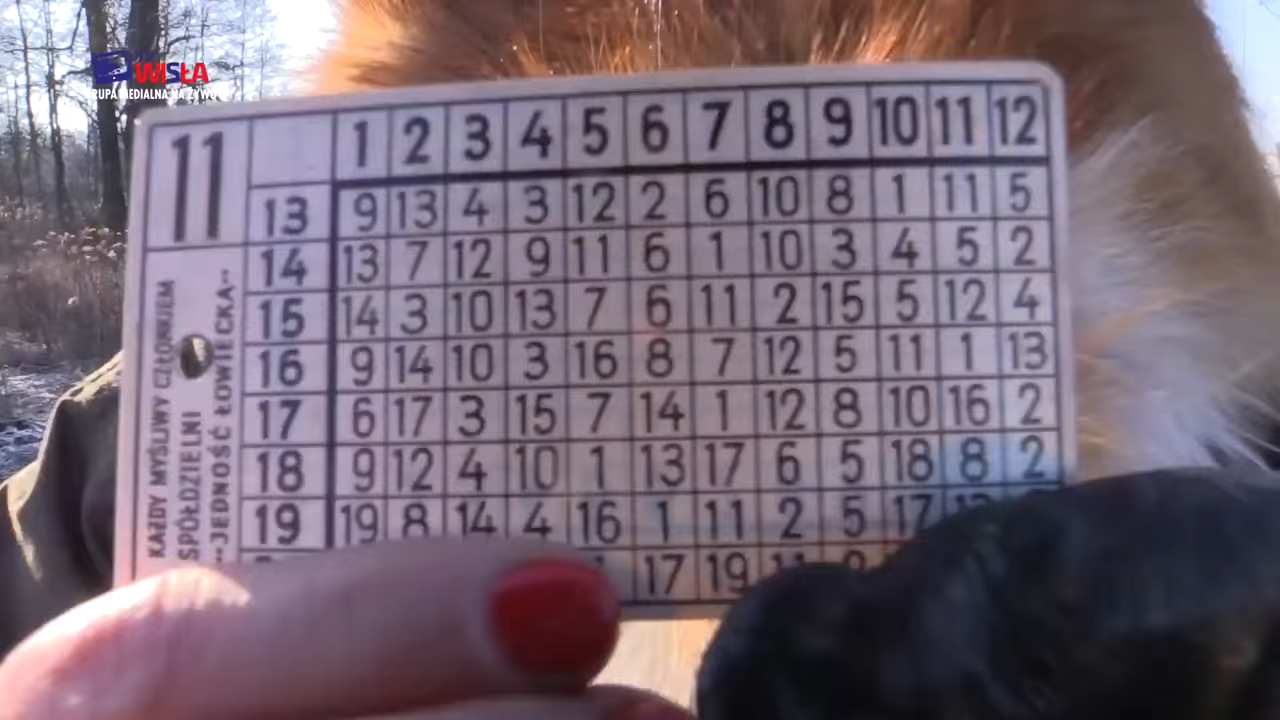 WISŁA
GRUPA MEDIALNA NA ŻYWO
11 1 2 3 4 5 6 7 8 9 10 11 12
13 9 13 4 3 12 2 6 10 8 1 11 5
14 13 7 12 9 11 6 1 10 3 4 5 2
15 14 3 10 13 7 6 11 2 15 5 12 4
16 9 14 10 3 16 8 7 12 5 11 1 13
17 6 17 3 15 7 14 1 12 8 10 16 2
18 9 12 4 10 1 13 17 6 5 18 8 2
19 19 8 14 4 16 1 11 2 5 17
17 19
KAŻDY MYŚLIWY CZŁONKIEM
SPÓŁDZIELNI
„JEDNOŚĆ ŁOWIECKA"